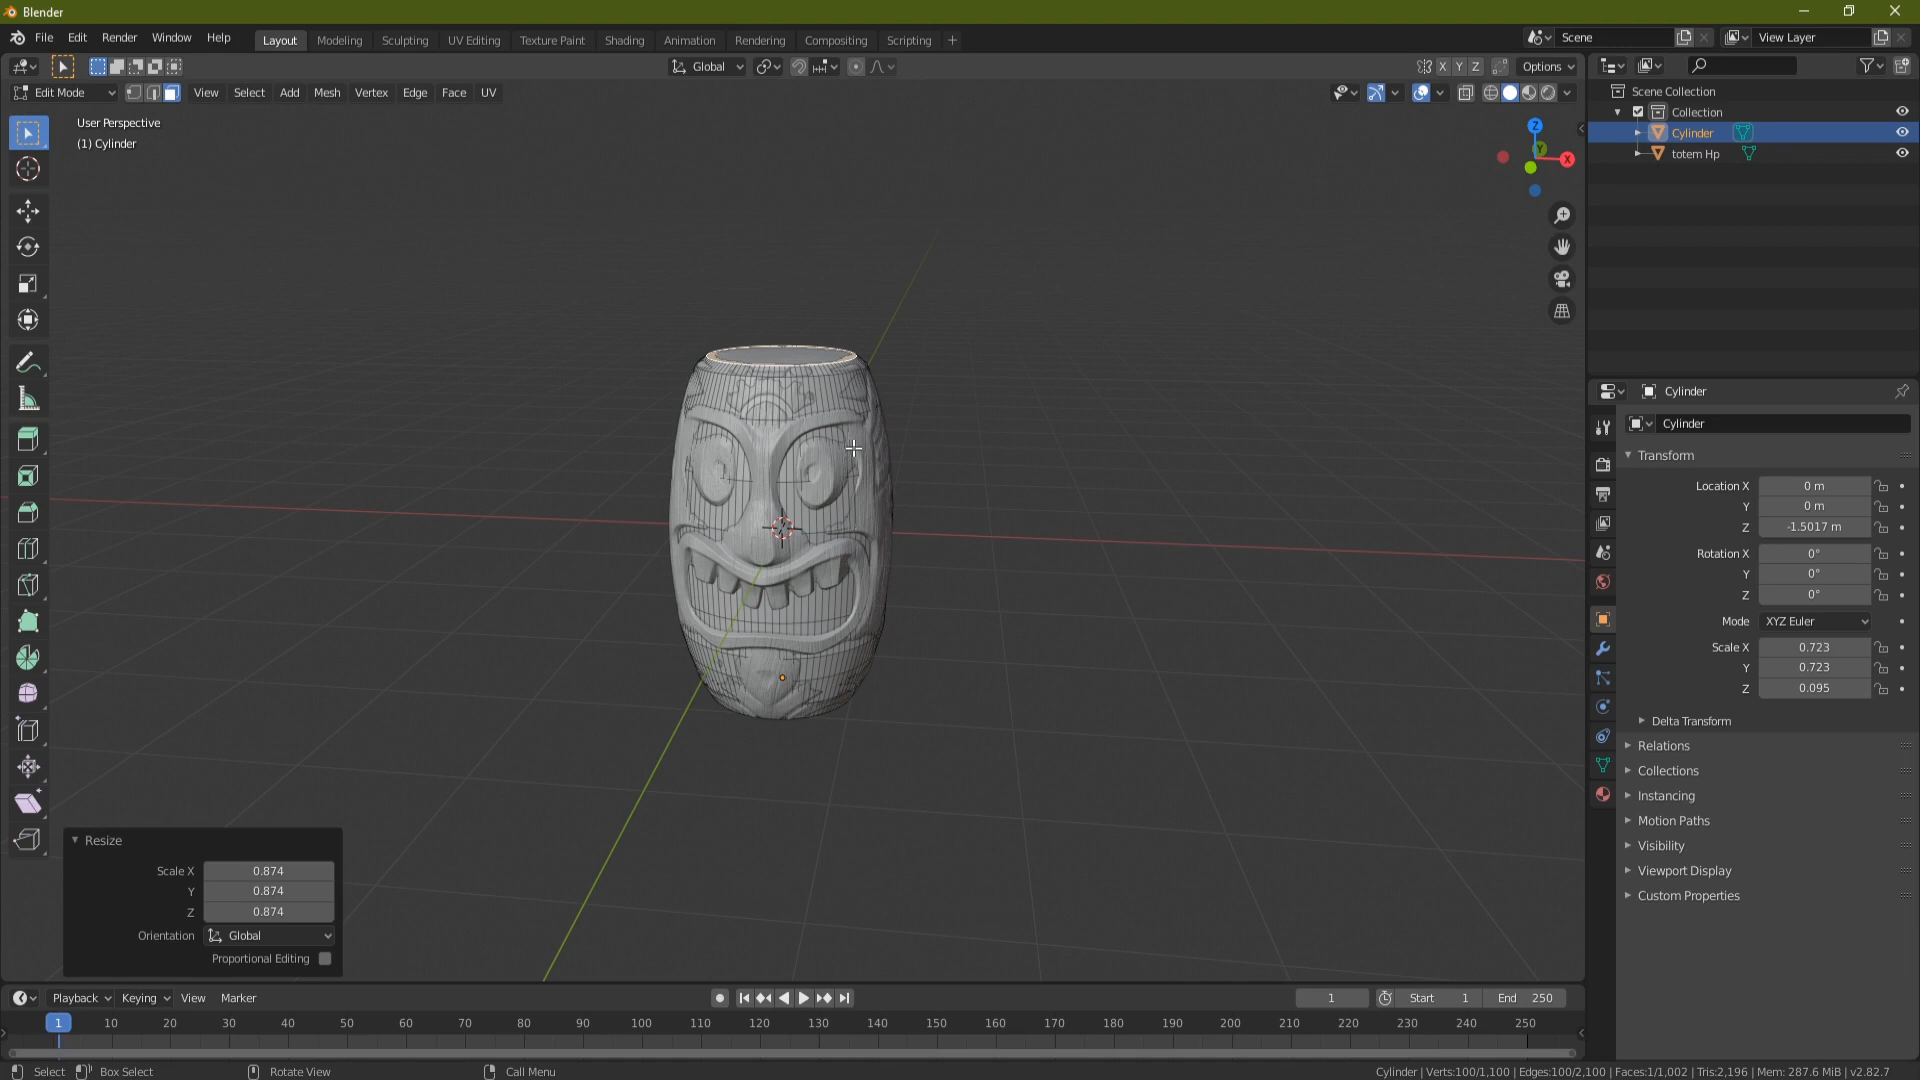 Blender
File Edit Render Window Help
Layout Modeling Sculpting UV Editing Texture Paint Shading Animation Rendering Compositing Scripting +
Scene
View Layer
Global
X Y Z
Options
Edit Mode
View Select Add Mesh Vertex Edge Face UV
User Perspective
(1) Cylinder
Z
Y
X
Scene Collection
Collection
Cylinder
totem Hp
Cylinder
Cylinder
Transform
Location X 0 m
Y 0 m
Z -1.5017 m
Rotation X 0°
Y 0°
Z 0°
Mode XYZ Euler
Scale X 0.723
Y 0.723
Z 0.095
Delta Transform
Relations
Collections
Instancing
Motion Paths
Visibility
Viewport Display
Custom Properties
Resize
Scale X 0.874
Y 0.874
Z 0.874
Orientation Global
Proportional Editing
Playback Keying View Marker
1
Start 1
End 250
1 10 20 30 40 50 60 70 80 90 100 110 120 130 140 150 160 170 180 190 200 210 220 230 240 250
Select Box Select Rotate View Call Menu
Cylinder | Verts:100/1,100 | Edges:100/2,100 | Faces:1/1,002 | Tris:2,196 | Mem: 287.6 MiB | v2.82.7